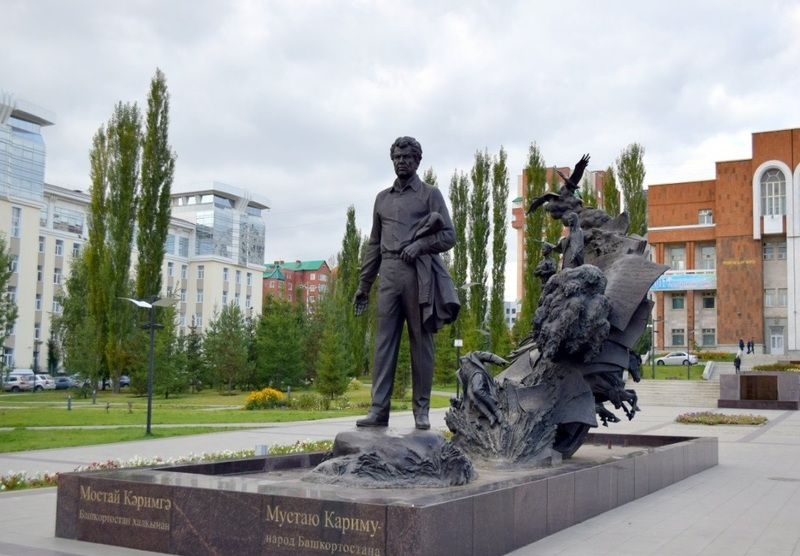 Мостай Кәримгә
Башҡортостан халҡынан
Мустаю Кариму-
народ Башкортостана